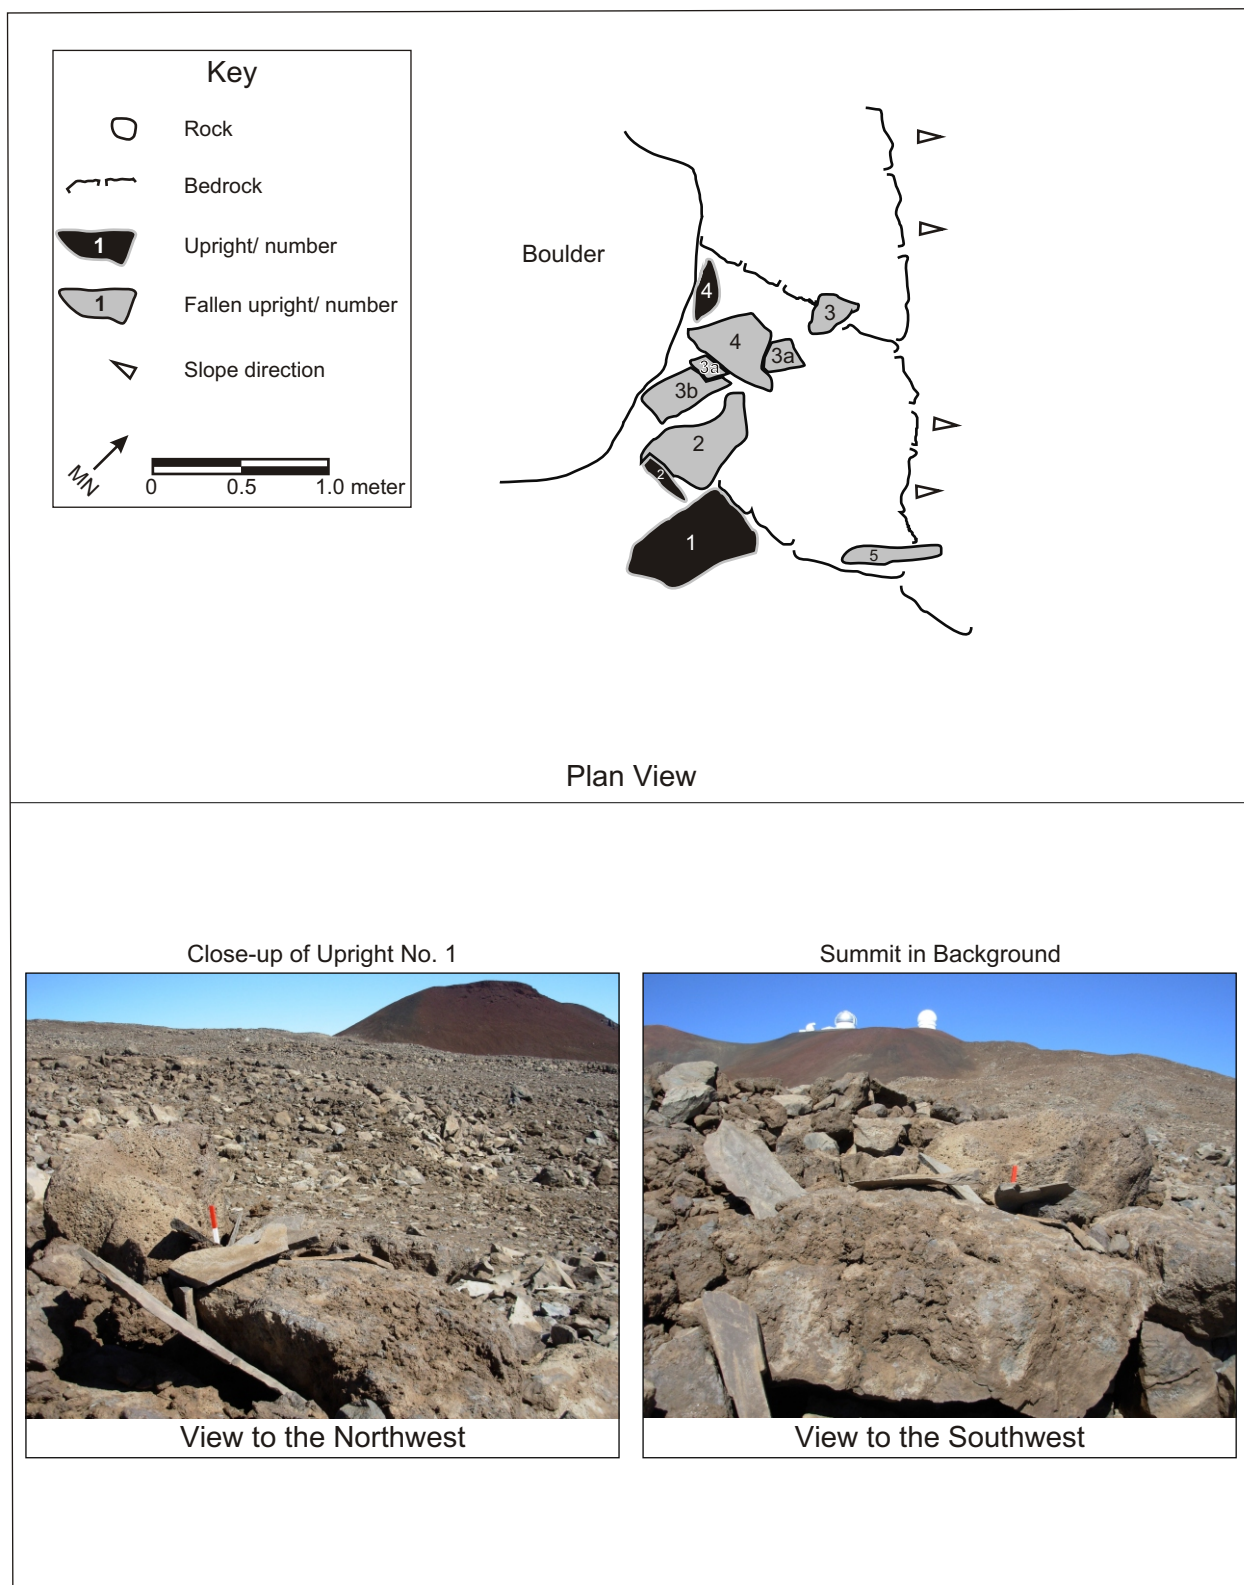 Key
Rock
Bedrock
1 Upright/ number
1 Fallen upright/ number
Slope direction
MN
0 0.5 1.0 meter
Boulder
4
3
4
3a
3a
3b
2
2
1
5
Plan View
Close-up of Upright No. 1
Summit in Background
View to the Northwest
View to the Southwest